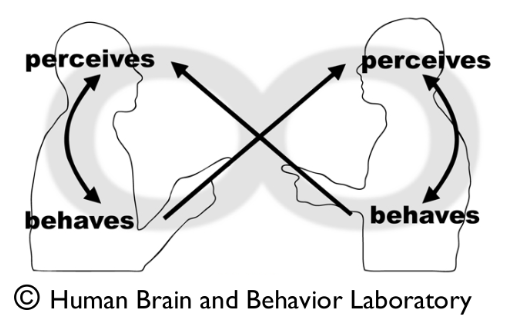 perceives perceives
behaves behaves
© Human Brain and Behavior Laboratory